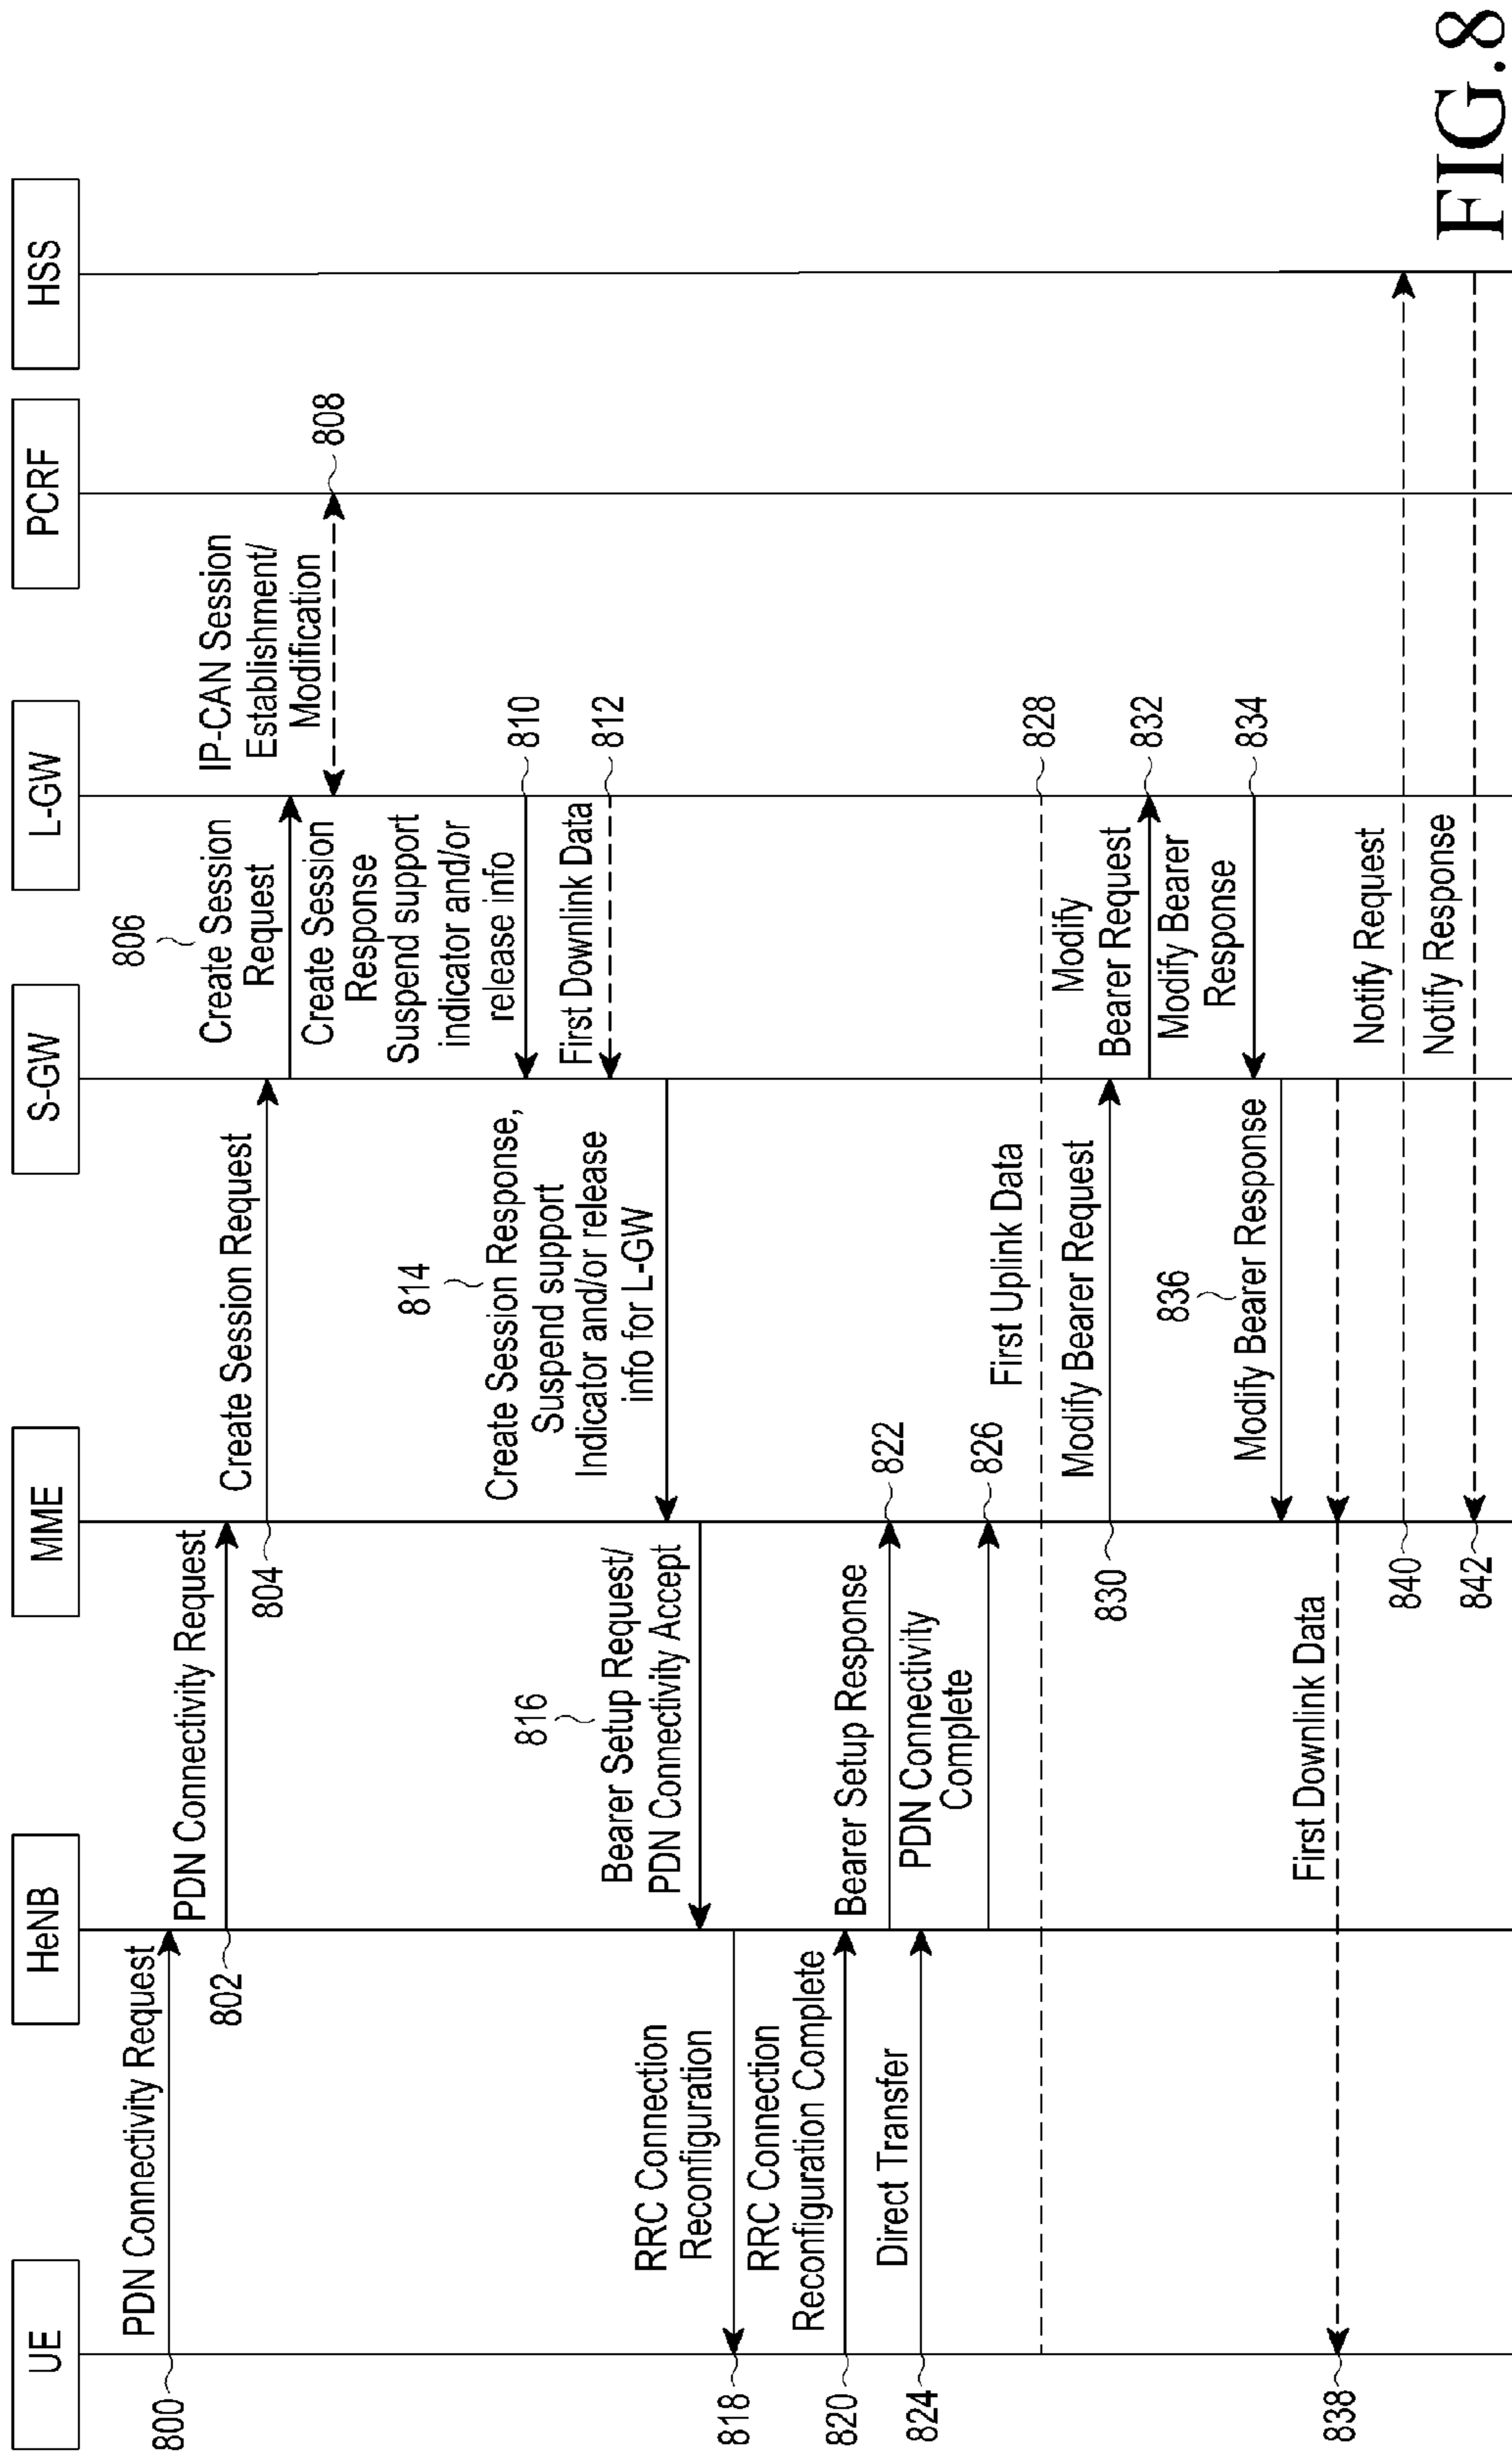 UE
HeNB
MME
S-GW
L-GW
PCRF
HSS
PDN Connectivity Request
800
PDN Connectivity Request
802
Create Session Request
804
806
Create Session
Request
IP-CAN Session
Establishment/
Modification
808
Create Session
Response
Suspend support
indicator and/or
release info
810
First Downlink Data
812
814
Create Session Response,
Suspend support
Indicator and/or release
info for L-GW
816
Bearer Setup Request/
PDN Connectivity Accept
RRC Connection
Reconfiguration
818
RRC Connection
Reconfiguration Complete
820
Bearer Setup Response
822
Direct Transfer
824
PDN Connectivity
Complete
826
First Uplink Data
828
Modify Bearer Request
830
Modify
Bearer Request
832
Modify Bearer
Response
834
836
Modify Bearer Response
First Downlink Data
838
Notify Request
840
Notify Response
842
FIG.8